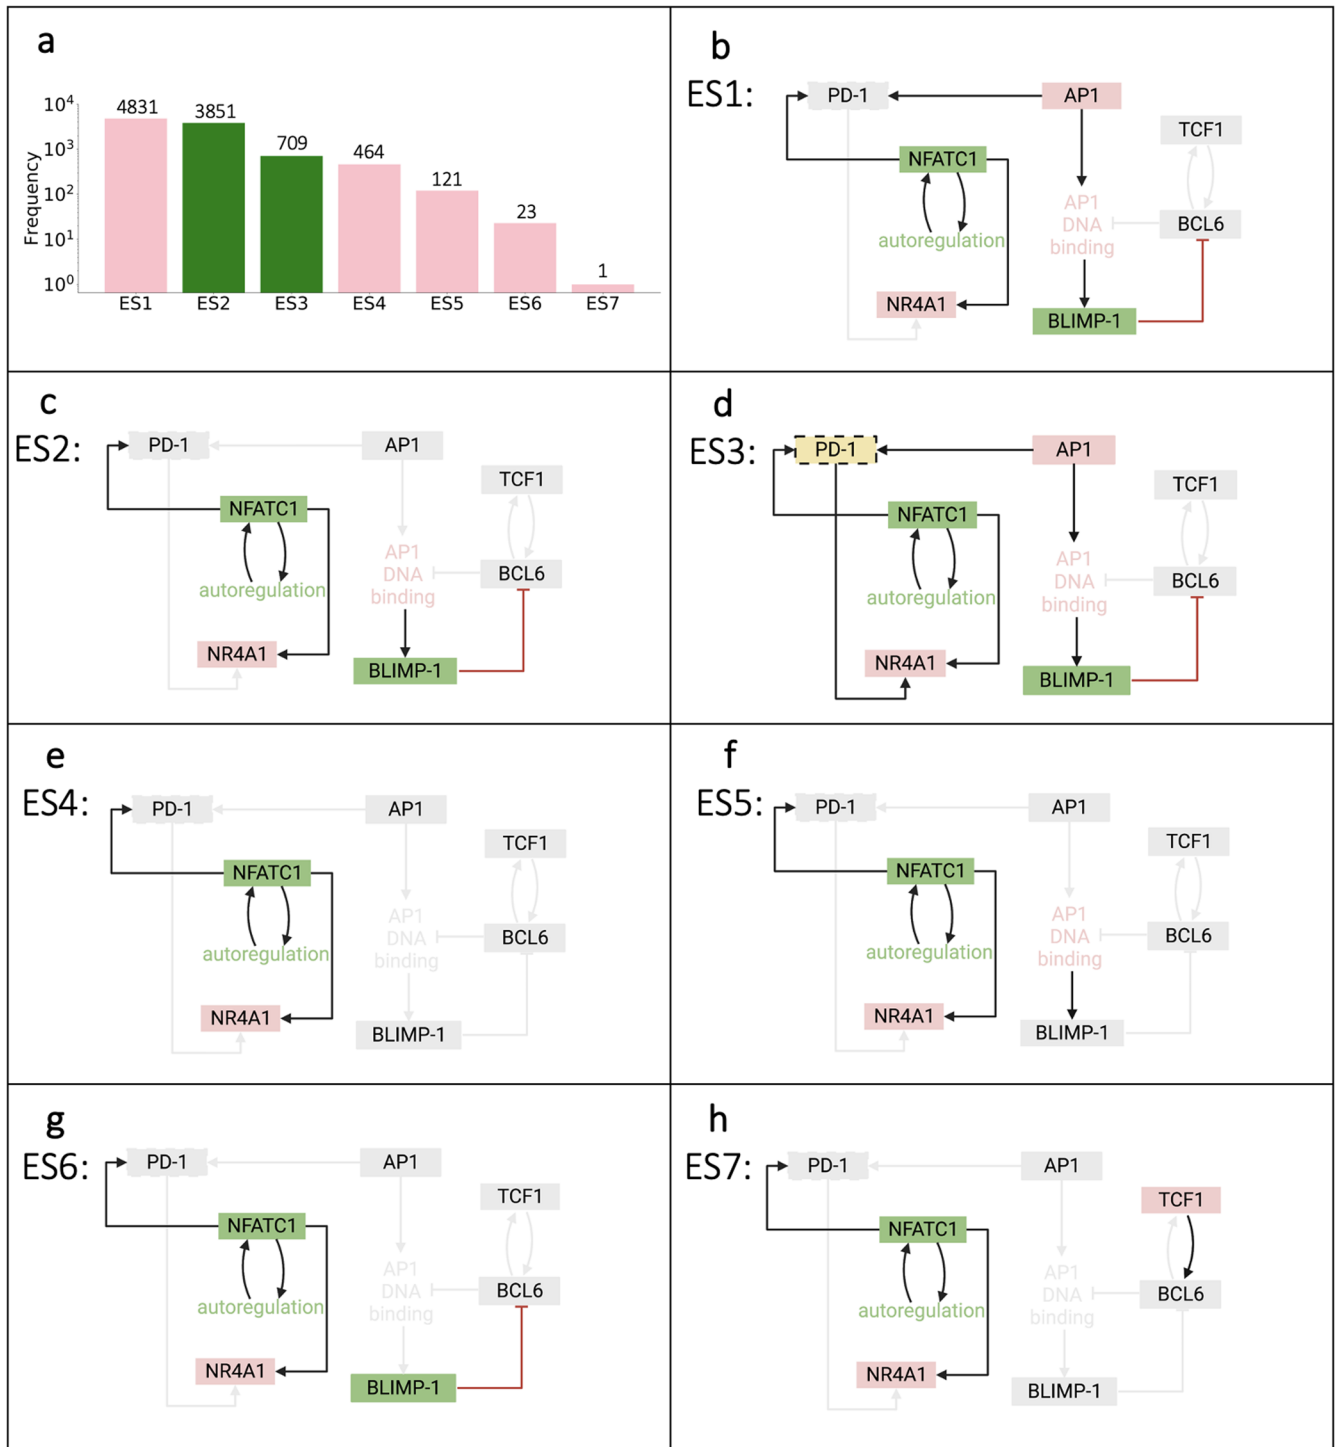 a
Frequency
10^4
10^3
10^2
10^1
10^0
4831
3851
709
464
121
23
1
ES1 ES2 ES3 ES4 ES5 ES6 ES7
b
ES1:
PD-1
AP1
TCF1
NFATC1
AP1
DNA
binding
BCL6
autoregulation
NR4A1
BLIMP-1
c
ES2:
PD-1
AP1
TCF1
NFATC1
AP1
DNA
binding
BCL6
autoregulation
NR4A1
BLIMP-1
d
ES3:
PD-1
AP1
TCF1
NFATC1
AP1
DNA
binding
BCL6
autoregulation
NR4A1
BLIMP-1
e
ES4:
PD-1
AP1
TCF1
NFATC1
AP1
DNA
binding
BCL6
autoregulation
NR4A1
BLIMP-1
f
ES5:
PD-1
AP1
TCF1
NFATC1
AP1
DNA
binding
BCL6
autoregulation
NR4A1
BLIMP-1
g
ES6:
PD-1
AP1
TCF1
NFATC1
AP1
DNA
binding
BCL6
autoregulation
NR4A1
BLIMP-1
h
ES7:
PD-1
AP1
TCF1
NFATC1
AP1
DNA
binding
BCL6
autoregulation
NR4A1
BLIMP-1